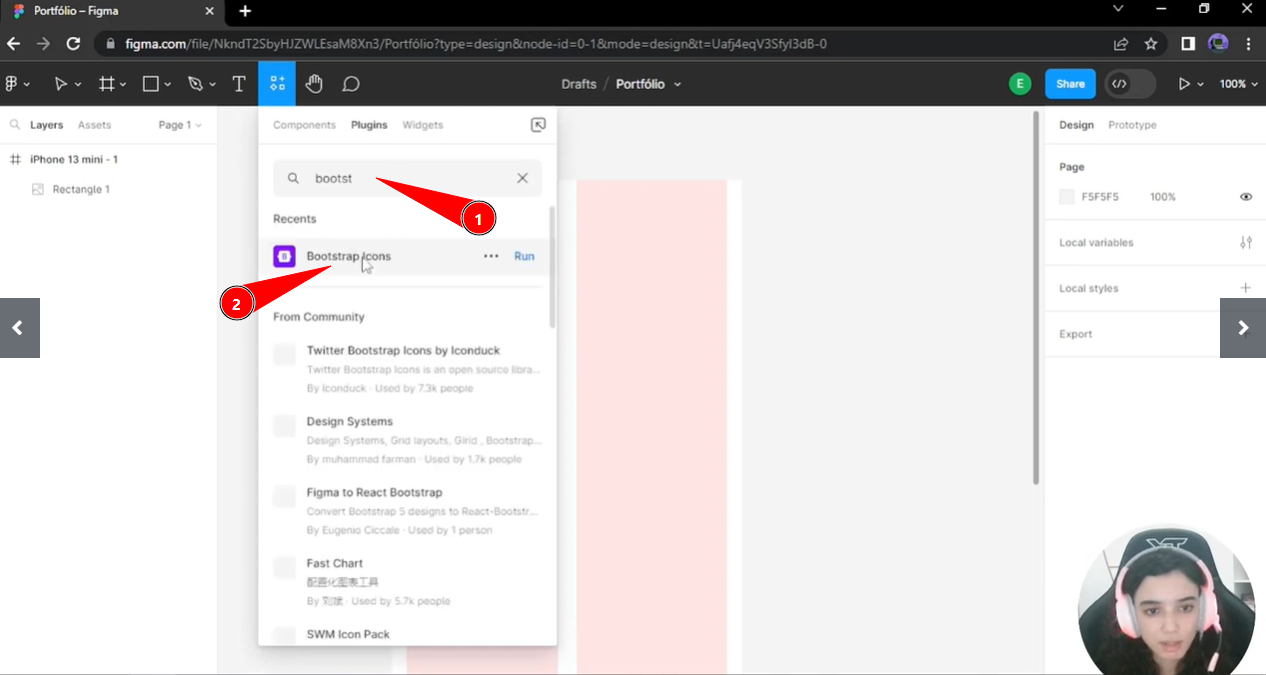 Portfólio – Figma
figma.com/file/NkndT2SbyHJZWLEsaM8Xn3/Portfólio?type=design&node-id=0-1&mode=design&t=Uafj4eqV3SfyI3dB-0
T
Drafts / Portfólio
E
Share
</>
100%
Layers
Assets
Page 1
iPhone 13 mini - 1
Rectangle 1
Components
Plugins
Widgets
bootst
1
Recents
Bootstrap Icons
Run
2
From Community
Twitter Bootstrap Icons by Iconduck
Twitter Bootstrap Icons is an open source libra...
By Iconduck · Used by 7.3k people
Design Systems
Design Systems, Grid layouts, Girid , Bootstrap...
By muhammad farman · Used by 1.7k people
Figma to React Bootstrap
Convert Bootstrap 5 designs to React-Bootstr...
By Eugenio Ciccale · Used by 1 person
Fast Chart
配置化图表工具
By 刘斌 · Used by 5.7k people
SWM Icon Pack
Design
Prototype
Page
F5F5F5
100%
Local variables
Local styles
Export